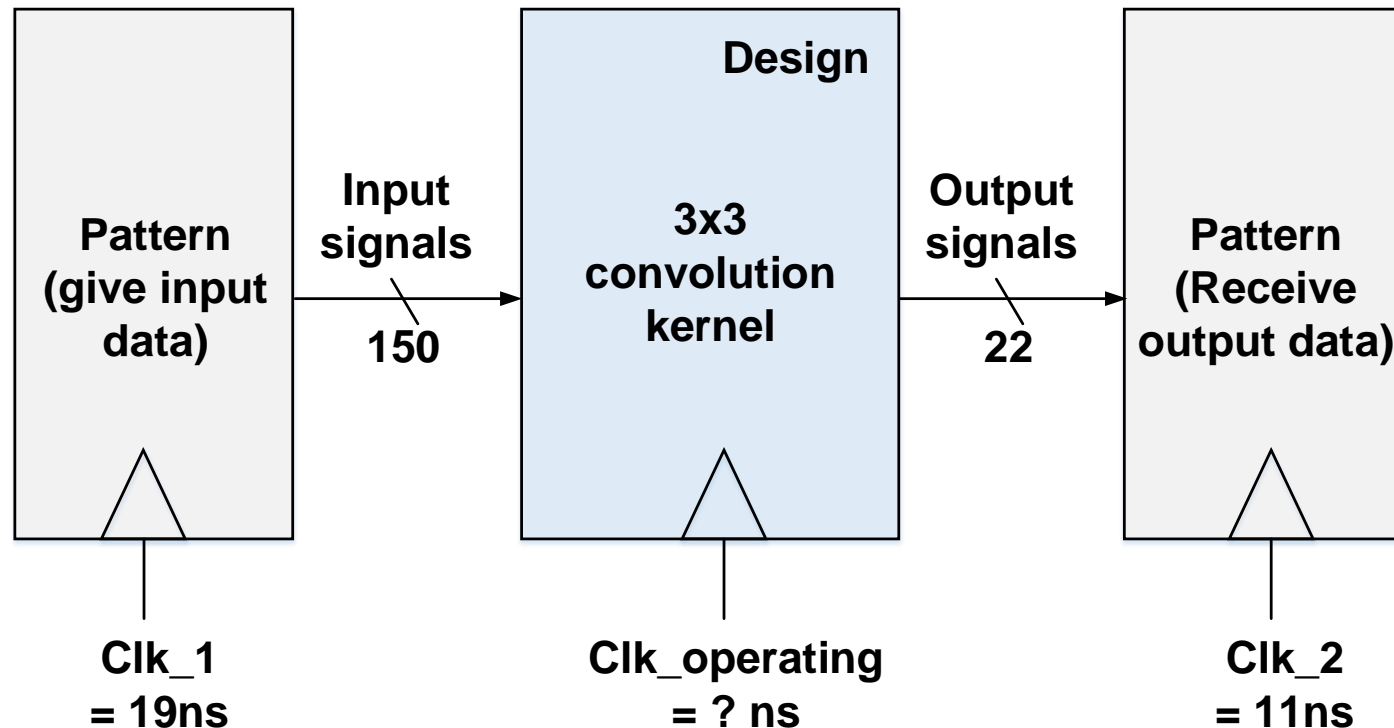 Pattern
(give input
data)
Clk_1
= 19ns
Input
signals
150
Design
3x3
convolution
kernel
Clk_operating
= ? ns
Output
signals
22
Pattern
(Receive
output data)
Clk_2
= 11ns